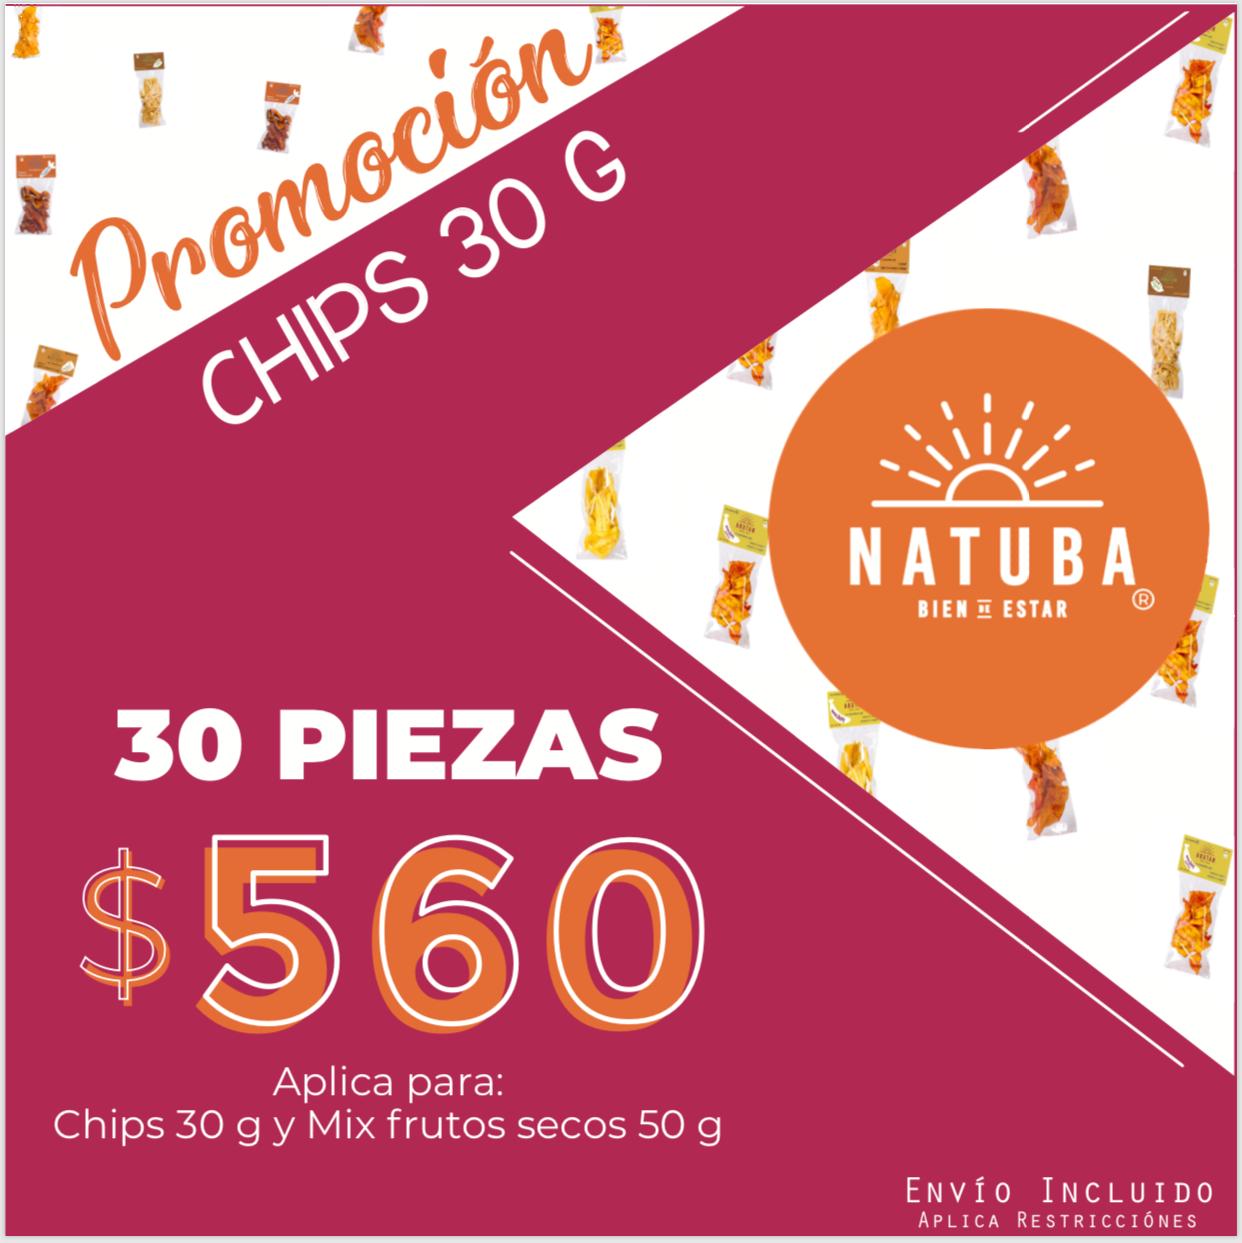 Promoción
CHIPS 30 G
NATUBA
BIEN DE ESTAR
®
30 PIEZAS
$560
Aplica para:
Chips 30 g y Mix frutos secos 50 g
ENVÍO INCLUIDO
APLICA RESTRICCIÓNES